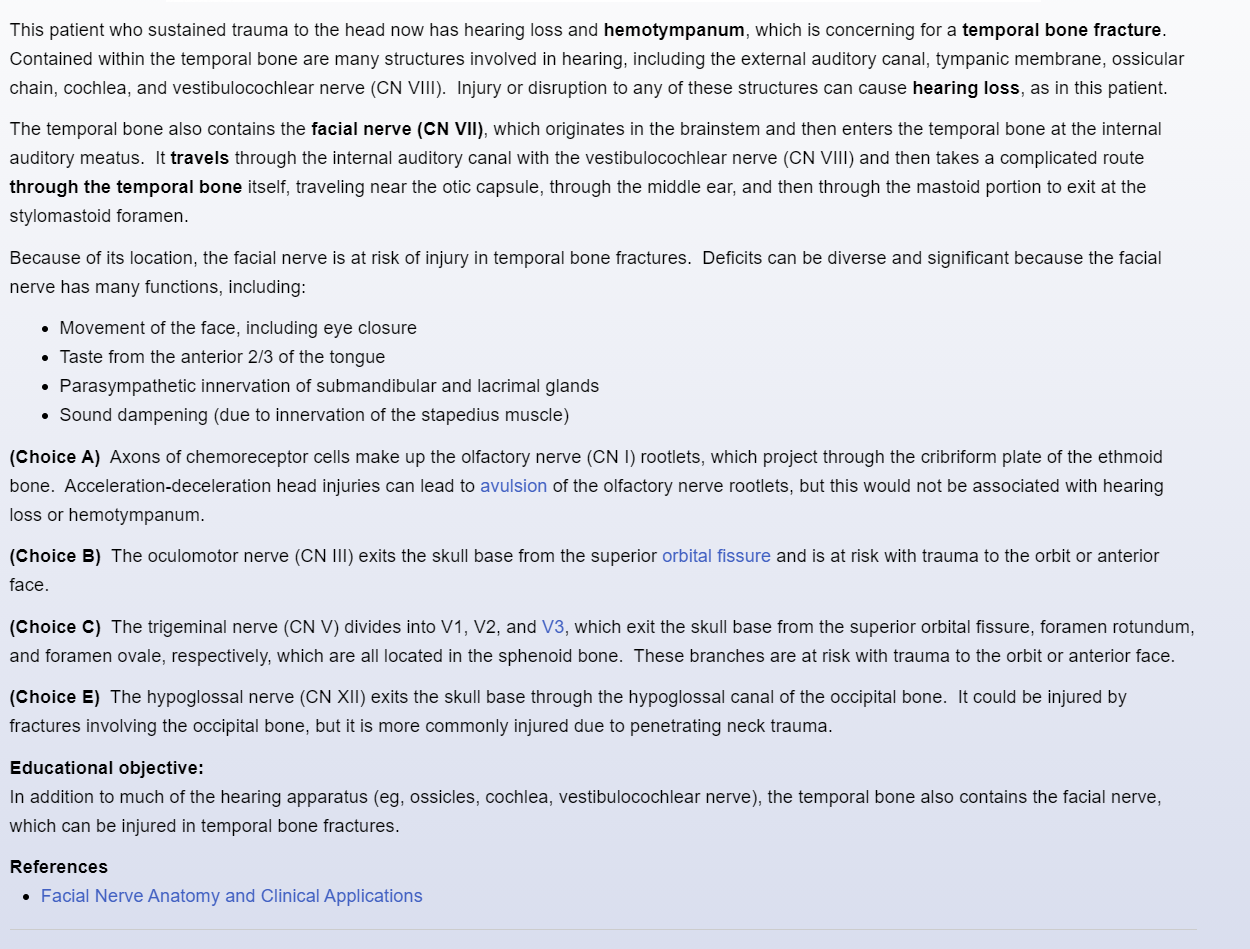 This patient who sustained trauma to the head now has hearing loss and hemotympanum, which is concerning for a temporal bone fracture.
Contained within the temporal bone are many structures involved in hearing, including the external auditory canal, tympanic membrane, ossicular
chain, cochlea, and vestibulocochlear nerve (CN VIII).  Injury or disruption to any of these structures can cause hearing loss, as in this patient.
The temporal bone also contains the facial nerve (CN VII), which originates in the brainstem and then enters the temporal bone at the internal
auditory meatus.  It travels through the internal auditory canal with the vestibulocochlear nerve (CN VIII) and then takes a complicated route
through the temporal bone itself, traveling near the otic capsule, through the middle ear, and then through the mastoid portion to exit at the
stylomastoid foramen.
Because of its location, the facial nerve is at risk of injury in temporal bone fractures.  Deficits can be diverse and significant because the facial
nerve has many functions, including:
• Movement of the face, including eye closure
• Taste from the anterior 2/3 of the tongue
• Parasympathetic innervation of submandibular and lacrimal glands
• Sound dampening (due to innervation of the stapedius muscle)
(Choice A)  Axons of chemoreceptor cells make up the olfactory nerve (CN I) rootlets, which project through the cribriform plate of the ethmoid
bone.  Acceleration-deceleration head injuries can lead to avulsion of the olfactory nerve rootlets, but this would not be associated with hearing
loss or hemotympanum.
(Choice B)  The oculomotor nerve (CN III) exits the skull base from the superior orbital fissure and is at risk with trauma to the orbit or anterior
face.
(Choice C)  The trigeminal nerve (CN V) divides into V1, V2, and V3, which exit the skull base from the superior orbital fissure, foramen rotundum,
and foramen ovale, respectively, which are all located in the sphenoid bone.  These branches are at risk with trauma to the orbit or anterior face.
(Choice E)  The hypoglossal nerve (CN XII) exits the skull base through the hypoglossal canal of the occipital bone.  It could be injured by
fractures involving the occipital bone, but it is more commonly injured due to penetrating neck trauma.
Educational objective:
In addition to much of the hearing apparatus (eg, ossicles, cochlea, vestibulocochlear nerve), the temporal bone also contains the facial nerve,
which can be injured in temporal bone fractures.
References
• Facial Nerve Anatomy and Clinical Applications